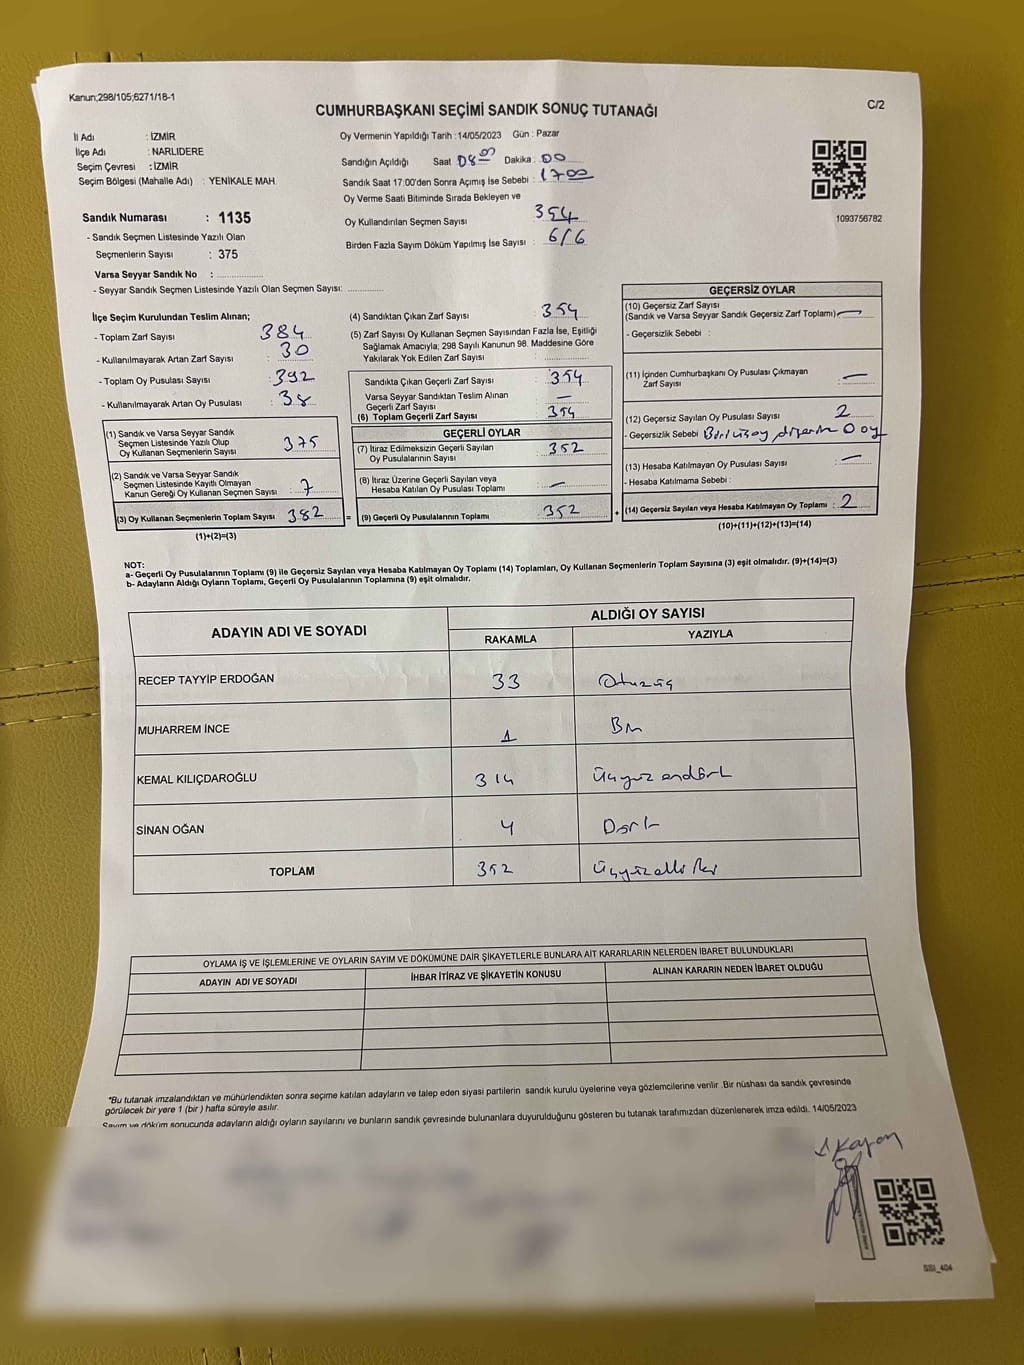 Kanun;298/105;6271/18-1
CUMHURBAŞKANI SEÇİMİ SANDIK SONUÇ TUTANAĞI
C/2
İl Adı : İZMİR
İlçe Adı : NARLIDERE
Seçim Çevresi : İZMİR
Seçim Bölgesi (Mahalle Adı) : YENİKALE MAH.
Oy Vermenin Yapıldığı Tarih :14/05/2023 Gün : Pazar
Sandığın Açıldığı Saat 08:00 Dakika : 00
Sandık Saat 17:00'den Sonra Açımış İse Sebebi : 17:00
Oy Verme Saati Bitiminde Sırada Bekleyen ve
Oy Kullandırılan Seçmen Sayısı 354
Birden Fazla Sayım Döküm Yapılmış İse Sayısı : 6/6
1093756782
Sandık Numarası : 1135
- Sandık Seçmen Listesinde Yazılı Olan
Seçmenlerin Sayısı : 375
Varsa Seyyar Sandık No :
- Seyyar Sandık Seçmen Listesinde Yazılı Olan Seçmen Sayısı:
İlçe Seçim Kurulundan Teslim Alınan;
- Toplam Zarf Sayısı : 384
- Kullanılmayarak Artan Zarf Sayısı : 30
- Toplam Oy Pusulası Sayısı : 392
- Kullanılmayarak Artan Oy Pusulası : 38
(1) Sandık ve Varsa Seyyar Sandık
Seçmen Listesinde Yazılı Olup
Oy Kullanan Seçmenlerin Sayısı : 375
(2) Sandık ve Varsa Seyyar Sandık
Seçmen Listesinde Kayıtlı Olmayan
Kanun Gereği Oy Kullanan Seçmen Sayısı : 7
(3) Oy Kullanan Seçmenlerin Toplam Sayısı : 382
(1)+(2)=(3)
(4) Sandıktan Çıkan Zarf Sayısı : 354
(5) Zarf Sayısı Oy Kullanan Seçmen Sayısından Fazla İse, Eşitliği
Sağlamak Amacıyla; 298 Sayılı Kanunun 98. Maddesine Göre
Yakılarak Yok Edilen Zarf Sayısı :
Sandıkta Çıkan Geçerli Zarf Sayısı : 354
Varsa Seyyar Sandıktan Teslim Alınan
Geçerli Zarf Sayısı : —
(6) Toplam Geçerli Zarf Sayısı : 354
GEÇERLİ OYLAR
(7) İtiraz Edilmeksizin Geçerli Sayılan
Oy Pusulalarının Sayısı : 352
(8) İtiraz Üzerine Geçerli Sayılan veya
Hesaba Katılan Oy Pusulası Toplamı : —
= (9) Geçerli Oy Pusulalarının Toplamı : 352
GEÇERSİZ OYLAR
(10) Geçersiz Zarf Sayısı
(Sandık ve Varsa Seyyar Sandık Geçersiz Zarf Toplamı) —
- Geçersizlik Sebebi :
(11) İçinden Cumhurbaşkanı Oy Pusulası Çıkmayan
Zarf Sayısı : —
(12) Geçersiz Sayılan Oy Pusulası Sayısı : 2
- Geçersizlik Sebebi 0 oy
(13) Hesaba Katılmayan Oy Pusulası Sayısı : —
- Hesaba Katılmama Sebebi :
+ (14) Geçersiz Sayılan veya Hesaba Katılmayan Oy Toplamı : 2
(10)+(11)+(12)+(13)=(14)
NOT:
a- Geçerli Oy Pusulalarının Toplamı (9) ile Geçersiz Sayılan veya Hesaba Katılmayan Oy Toplamı (14) Toplamları, Oy Kullanan Seçmenlerin Toplam Sayısına (3) eşit olmalıdır. (9)+(14)=(3)
b- Adayların Aldığı Oyların Toplamı, Geçerli Oy Pusulalarının Toplamına (9) eşit olmalıdır.
ADAYIN ADI VE SOYADI
ALDIĞI OY SAYISI
RAKAMLA YAZIYLA
RECEP TAYYİP ERDOĞAN 33 Otuzüç
MUHARREM İNCE 1 Bir
KEMAL KILIÇDAROĞLU 314 Üçyüz ondört
SİNAN OĞAN 4 Dört
TOPLAM 352 Üçyüzelli iki
OYLAMA İŞ VE İŞLEMLERİNE VE OYLARIN SAYIM VE DÖKÜMÜNE DAİR ŞİKAYETLERLE BUNLARA AİT KARARLARIN NELERDEN İBARET BULUNDUKLARI
ADAYIN ADI VE SOYADI İHBAR İTİRAZ VE ŞİKAYETİN KONUSU ALINAN KARARIN NEDEN İBARET OLDUĞU
*Bu tutanak imzalandıktan ve mühürlendikten sonra seçime katılan adayların ve talep eden siyasi partilerin sandık kurulu üyelerine veya gözlemcilerine verilir .Bir nüshası da sandık çevresinde
görülecek bir yere 1 (bir ) hafta süreyle asılır.
Sayım ve döküm sonucunda adayların aldığı oyların sayılarını ve bunların sandık çevresinde bulunanlara duyurulduğunu gösteren bu tutanak tarafımızdan düzenlenerek imza edildi. 14/05/2023
SSI_404